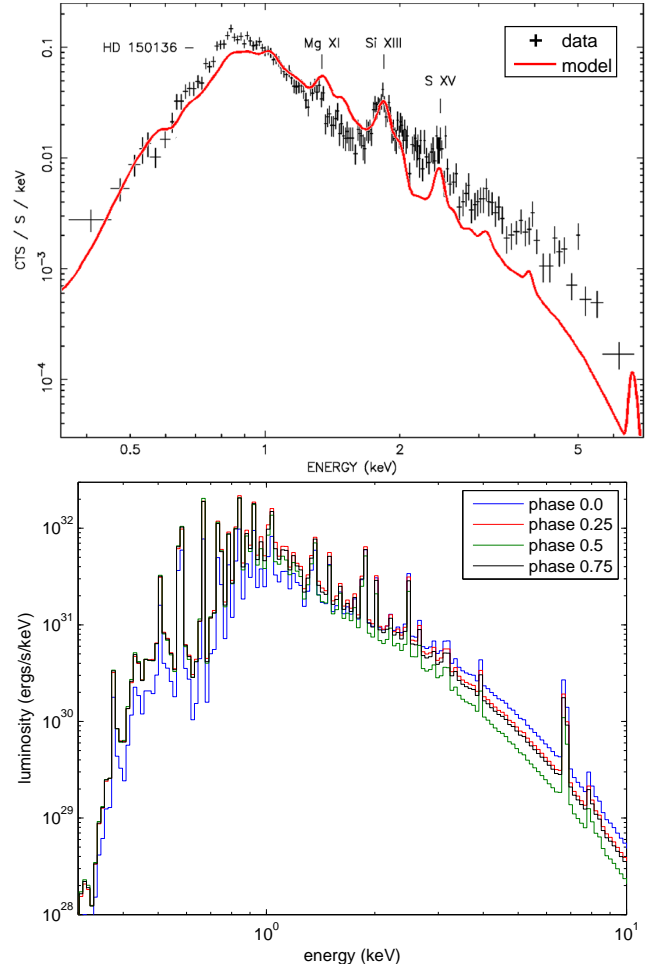 HD 150136
Mg XI
Si XIII
S XV
data
model
0.1
0.01
10⁻³
10⁻⁴
CTS / S / keV
0.5
1
2
5
ENERGY (keV)
phase 0.0
phase 0.25
phase 0.5
phase 0.75
10³²
10³¹
10³⁰
10²⁹
10²⁸
luminosity (ergs/s/keV)
10⁰
10¹
energy (keV)